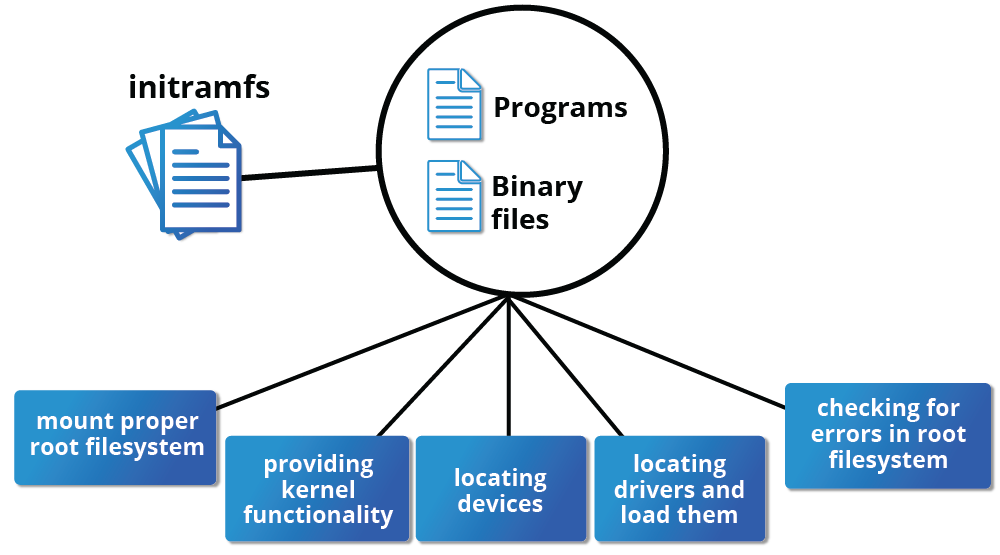 initramfs
Programs
Binary
files
mount proper
root filesystem
providing
kernel
functionality
locating
devices
locating
drivers and
load them
checking for
errors in root
filesystem